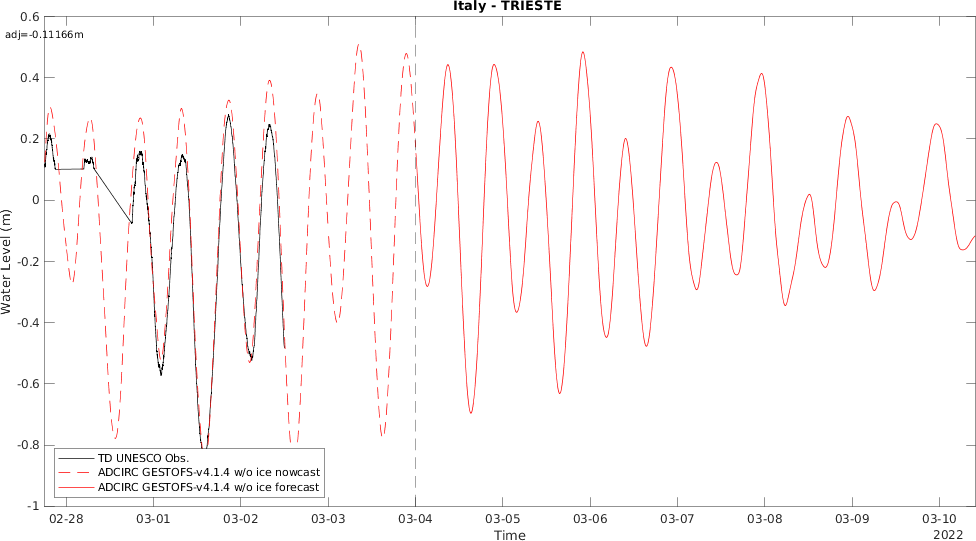 Italy - TRIESTE
adj=-0.11166m
0.6
0.4
0.2
0
-0.2
-0.4
-0.6
-0.8
-1
Water Level (m)
TD UNESCO Obs.
ADCIRC GESTOFS-v4.1.4 w/o ice nowcast
ADCIRC GESTOFS-v4.1.4 w/o ice forecast
02-28 03-01 03-02 03-03 03-04 03-05 03-06 03-07 03-08 03-09 03-10
Time
2022